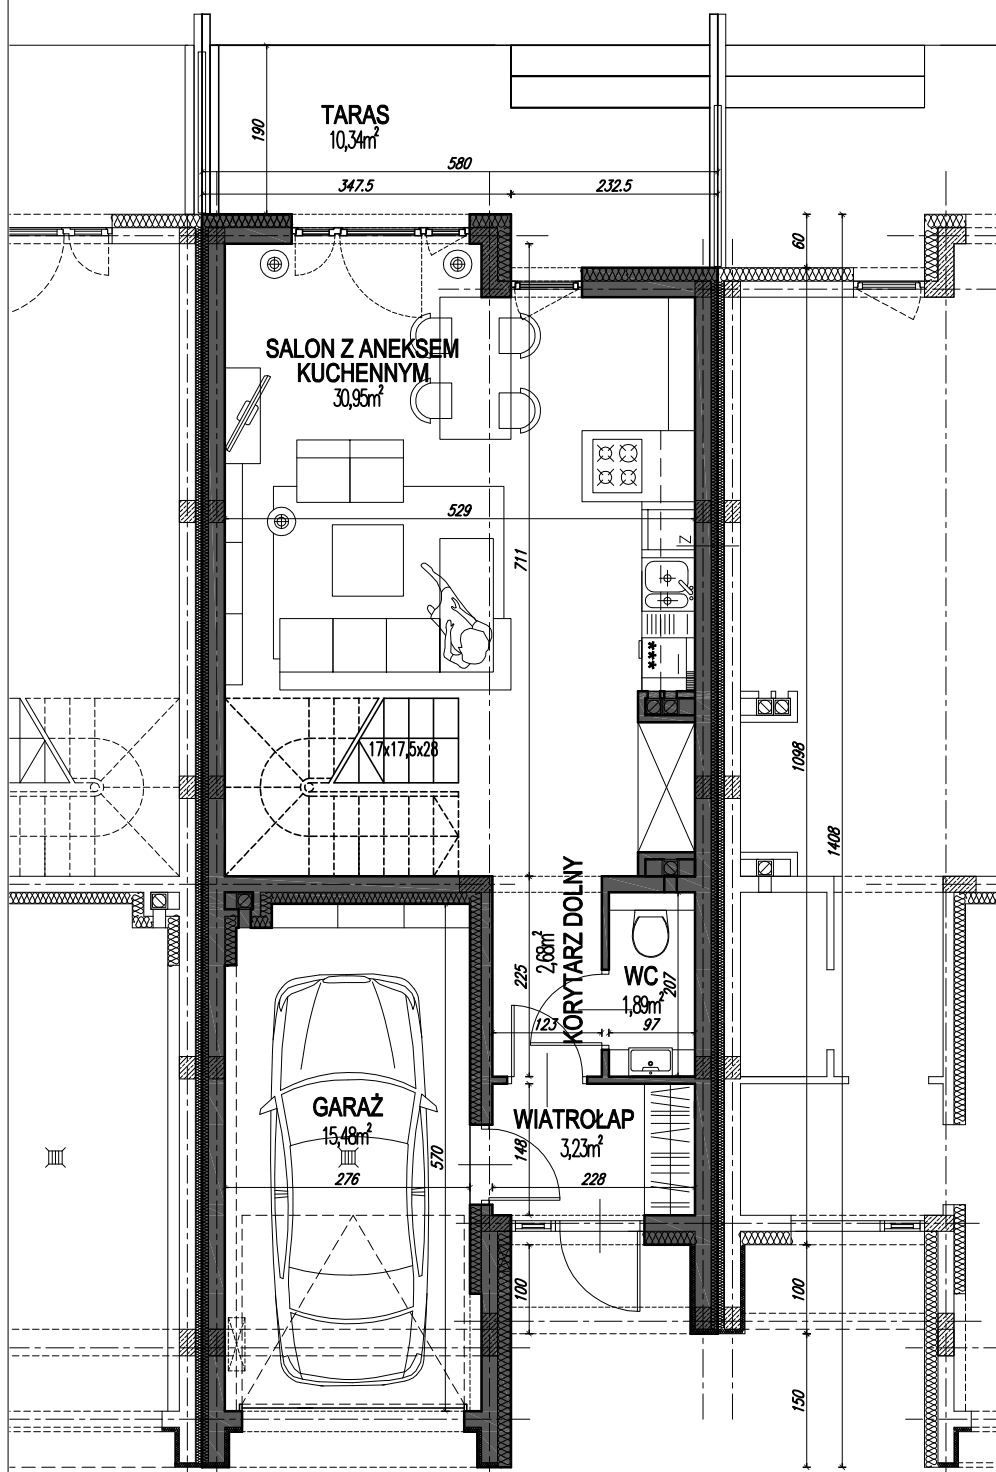 TARAS
10,34m²
190
580
347.5
232.5
60
SALON Z ANEKSEM
KUCHENNYM
30,95m²
529
711
Z
***
17x17,5x28
1098
1408
KORYTARZ DOLNY
2,68m²
225
WC
1,89m²
207
123
97
GARAŻ
15,48m²
276
570
WIATROŁAP
3,23m²
148
228
100
100
150